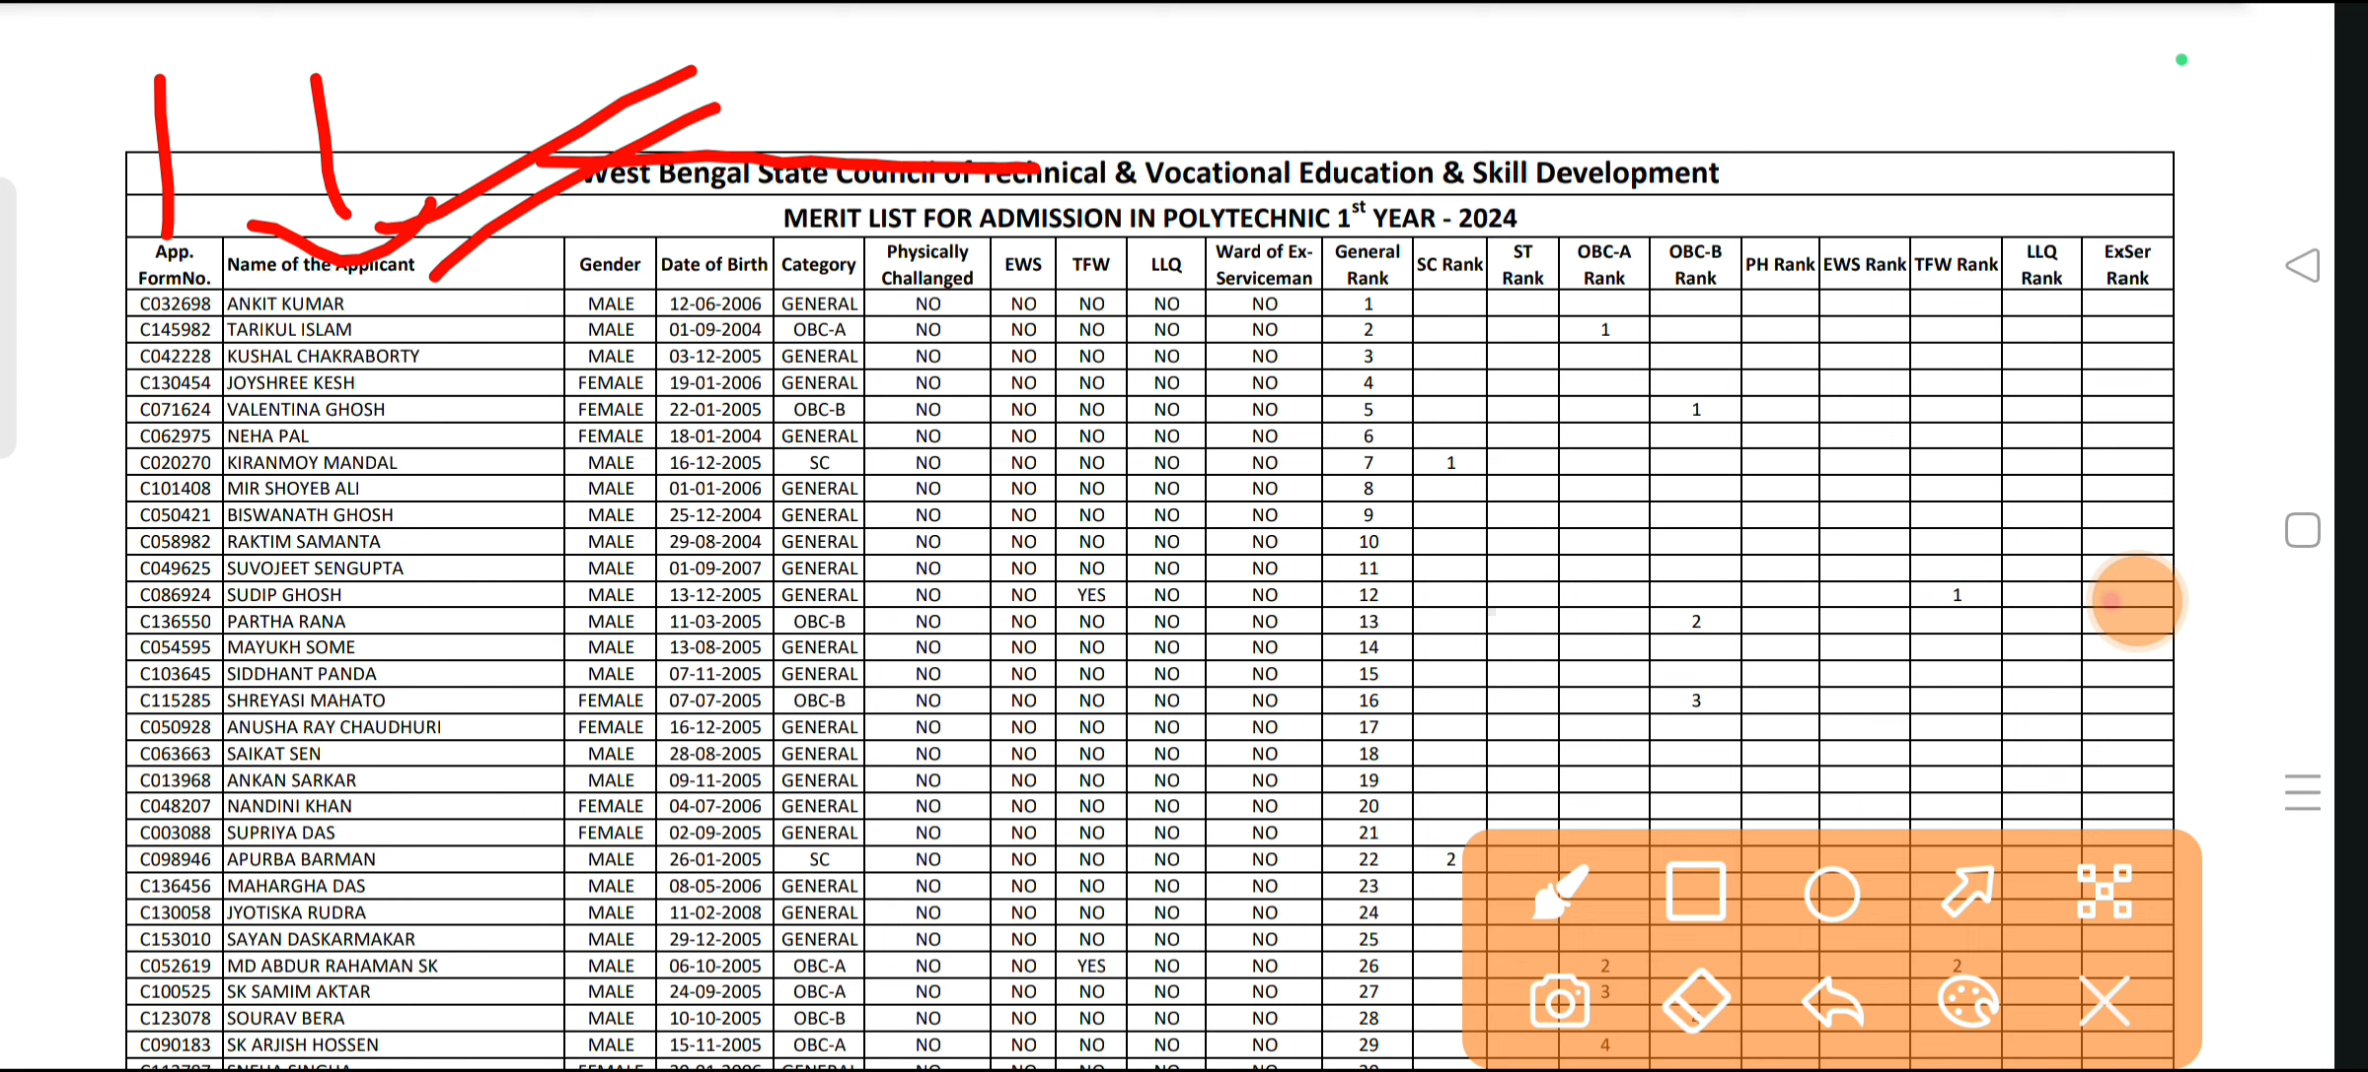 West Bengal State Council of Technical & Vocational Education & Skill Development
MERIT LIST FOR ADMISSION IN POLYTECHNIC 1st YEAR - 2024
App. FormNo. Name of the Applicant Gender Date of Birth Category Physically Challanged EWS TFW LLQ Ward of Ex-Serviceman General Rank SC Rank ST Rank OBC-A Rank OBC-B Rank PH Rank EWS Rank TFW Rank LLQ Rank ExSer Rank
C032698 ANKIT KUMAR MALE 12-06-2006 GENERAL NO NO NO NO NO 1
C145982 TARIKUL ISLAM MALE 01-09-2004 OBC-A NO NO NO NO NO 2 1
C042228 KUSHAL CHAKRABORTY MALE 03-12-2005 GENERAL NO NO NO NO NO 3
C130454 JOYSHREE KESH FEMALE 19-01-2006 GENERAL NO NO NO NO NO 4
C071624 VALENTINA GHOSH FEMALE 22-01-2005 OBC-B NO NO NO NO NO 5 1
C062975 NEHA PAL FEMALE 18-01-2004 GENERAL NO NO NO NO NO 6
C020270 KIRANMOY MANDAL MALE 16-12-2005 SC NO NO NO NO NO 7 1
C101408 MIR SHOYEB ALI MALE 01-01-2006 GENERAL NO NO NO NO NO 8
C050421 BISWANATH GHOSH MALE 25-12-2004 GENERAL NO NO NO NO NO 9
C058982 RAKTIM SAMANTA MALE 29-08-2004 GENERAL NO NO NO NO NO 10
C049625 SUVOJEET SENGUPTA MALE 01-09-2007 GENERAL NO NO NO NO NO 11
C086924 SUDIP GHOSH MALE 13-12-2005 GENERAL NO NO YES NO NO 12 1
C136550 PARTHA RANA MALE 11-03-2005 OBC-B NO NO NO NO NO 13 2
C054595 MAYUKH SOME MALE 13-08-2005 GENERAL NO NO NO NO NO 14
C103645 SIDDHANT PANDA MALE 07-11-2005 GENERAL NO NO NO NO NO 15
C115285 SHREYASI MAHATO FEMALE 07-07-2005 OBC-B NO NO NO NO NO 16 3
C050928 ANUSHA RAY CHAUDHURI FEMALE 16-12-2005 GENERAL NO NO NO NO NO 17
C063663 SAIKAT SEN MALE 28-08-2005 GENERAL NO NO NO NO NO 18
C013968 ANKAN SARKAR MALE 09-11-2005 GENERAL NO NO NO NO NO 19
C048207 NANDINI KHAN FEMALE 04-07-2006 GENERAL NO NO NO NO NO 20
C003088 SUPRIYA DAS FEMALE 02-09-2005 GENERAL NO NO NO NO NO 21
C098946 APURBA BARMAN MALE 26-01-2005 SC NO NO NO NO NO 22 2
C136456 MAHARGHA DAS MALE 08-05-2006 GENERAL NO NO NO NO NO 23
C130058 JYOTISKA RUDRA MALE 11-02-2008 GENERAL NO NO NO NO NO 24
C153010 SAYAN DASKARMAKAR MALE 29-12-2005 GENERAL NO NO NO NO NO 25
C052619 MD ABDUR RAHAMAN SK MALE 06-10-2005 OBC-A NO NO YES NO NO 26 2 2
C100525 SK SAMIM AKTAR MALE 24-09-2005 OBC-A NO NO NO NO NO 27 3
C123078 SOURAV BERA MALE 10-10-2005 OBC-B NO NO NO NO NO 28
C090183 SK ARJISH HOSSEN MALE 15-11-2005 OBC-A NO NO NO NO NO 29 4